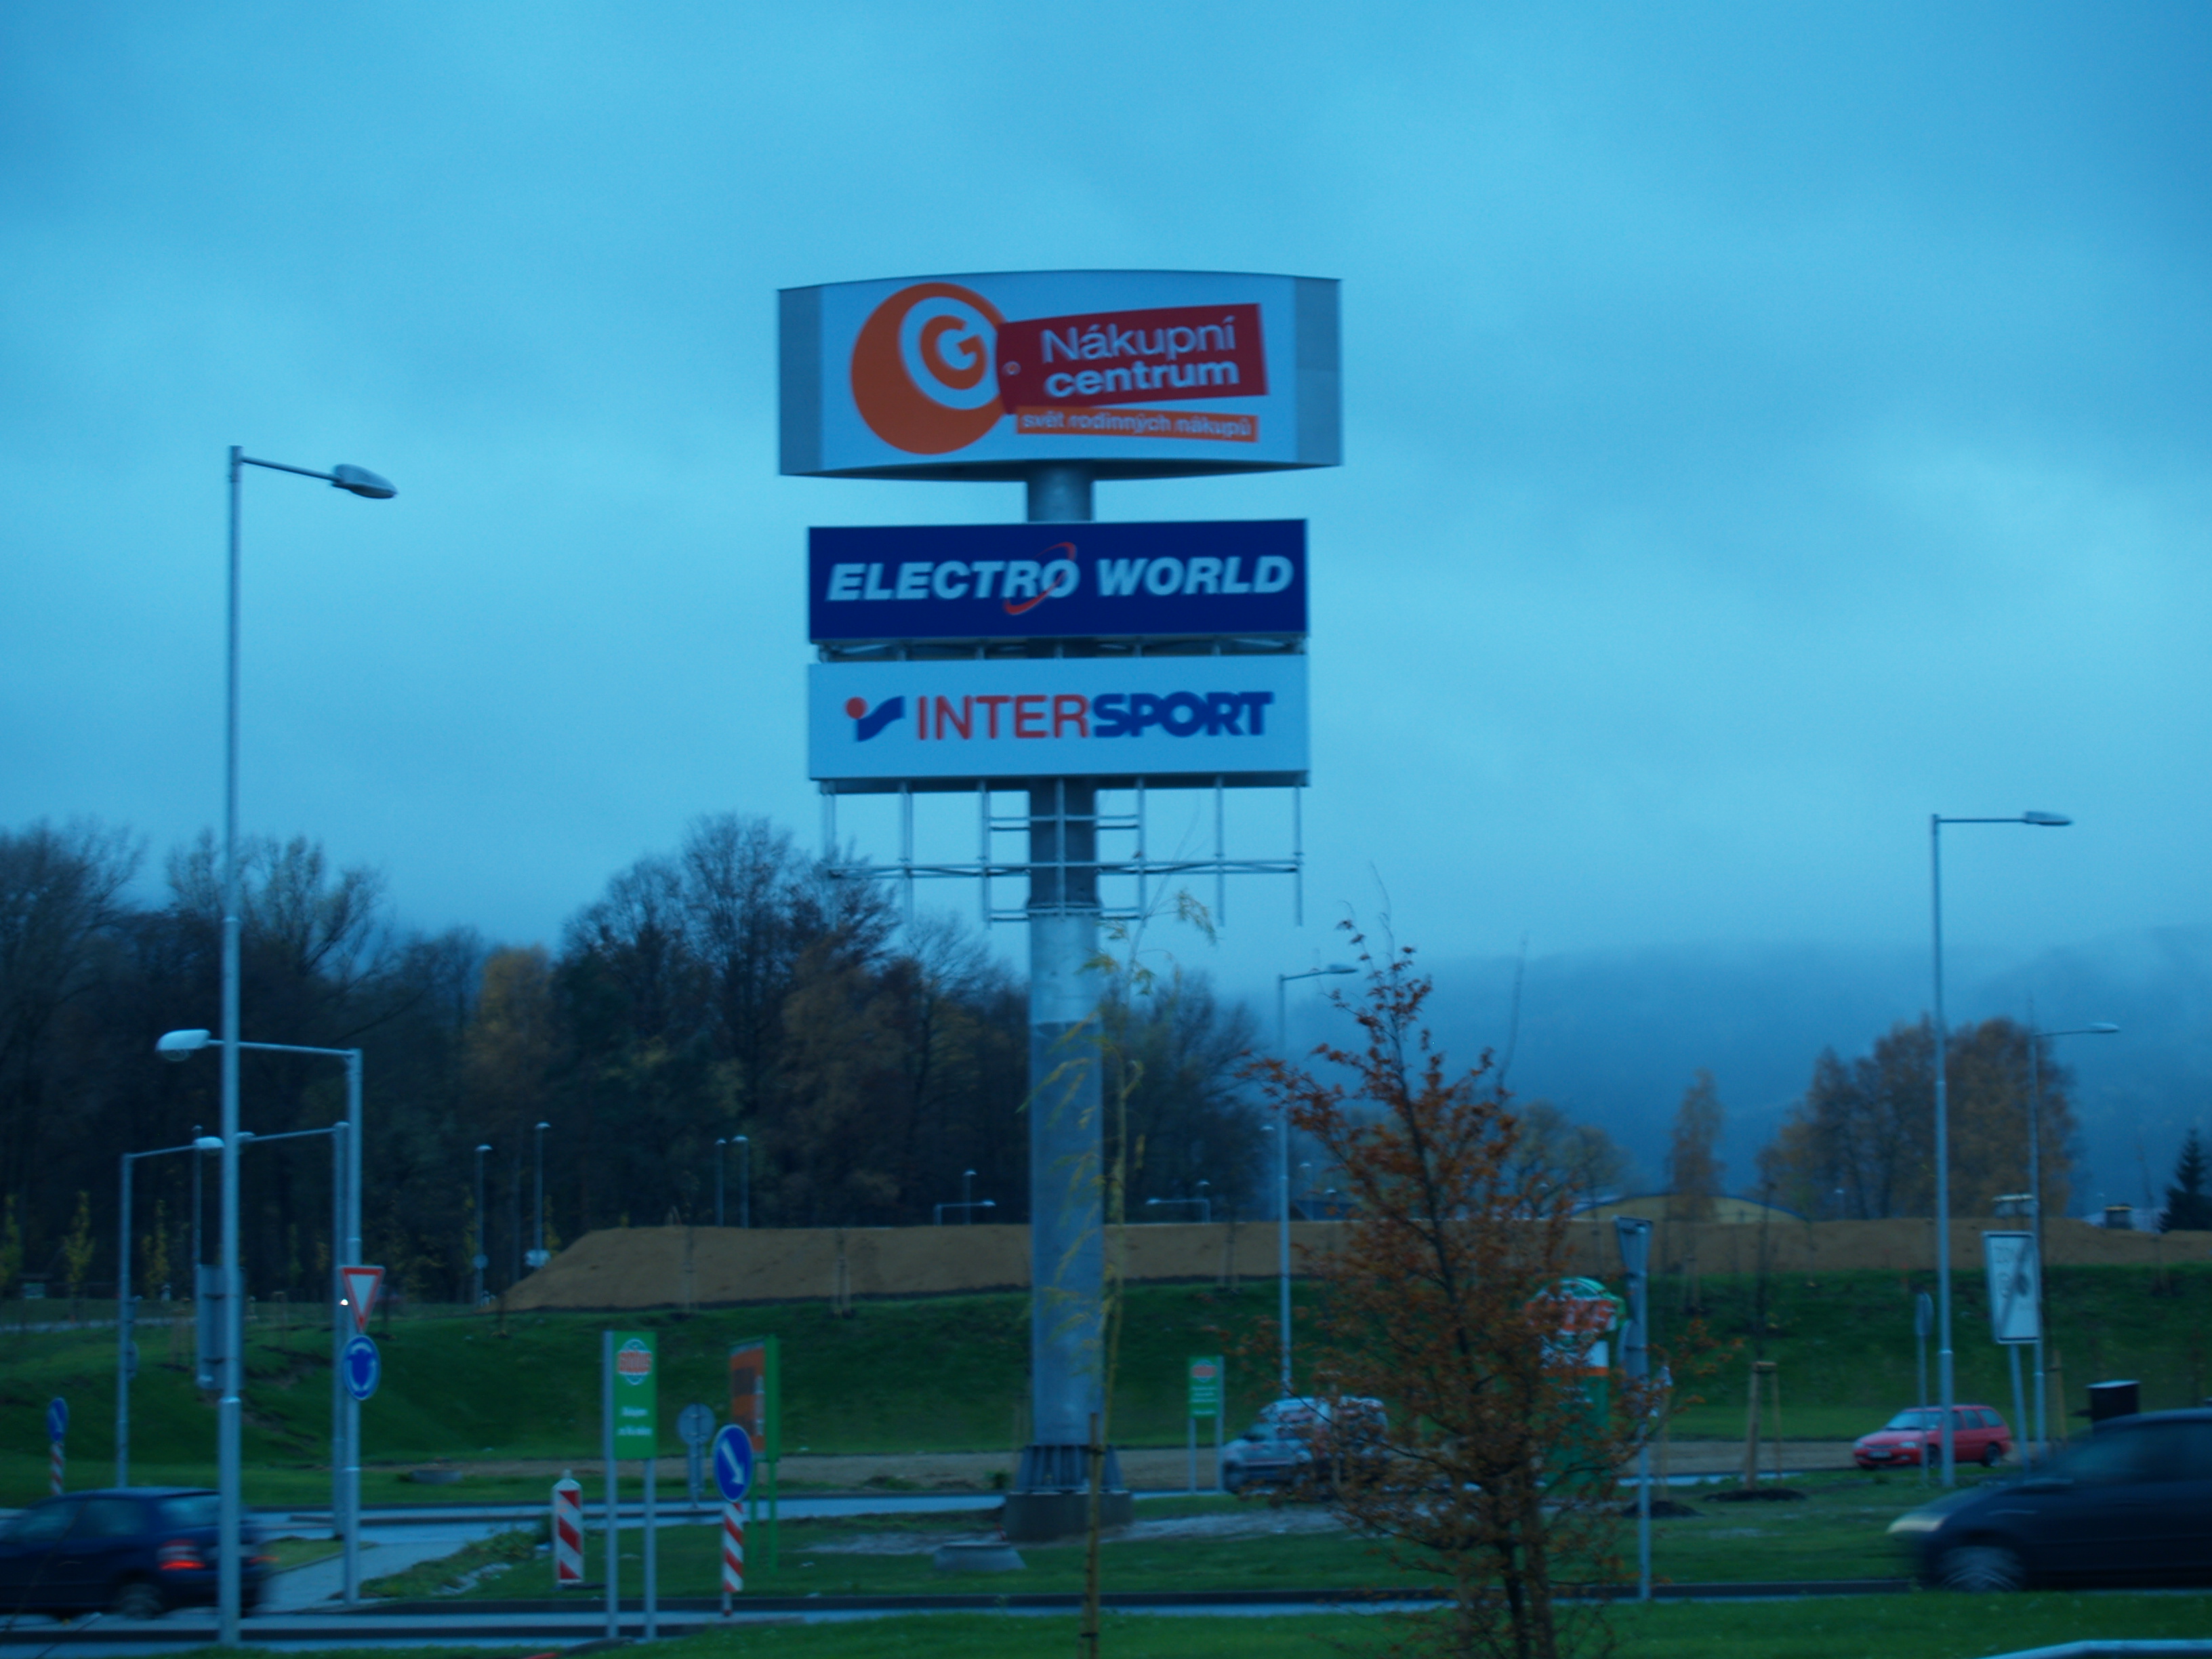 G
Nákupní
centrum
svět rodinných nákupů
ELECTRO WORLD
INTERSPORT